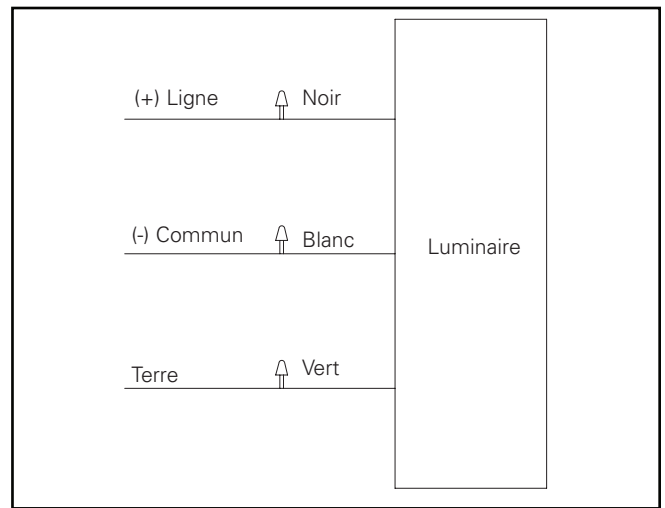 (+) Ligne Noir
(-) Commun Blanc
Luminaire
Terre Vert